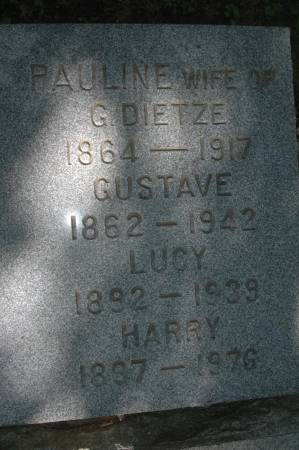 PAULINE WIFE OF
G. DIETZE
1864 — 1917
GUSTAVE
1862 — 1942
LUCY
1892 — 1939
HARRY
1897 — 1976